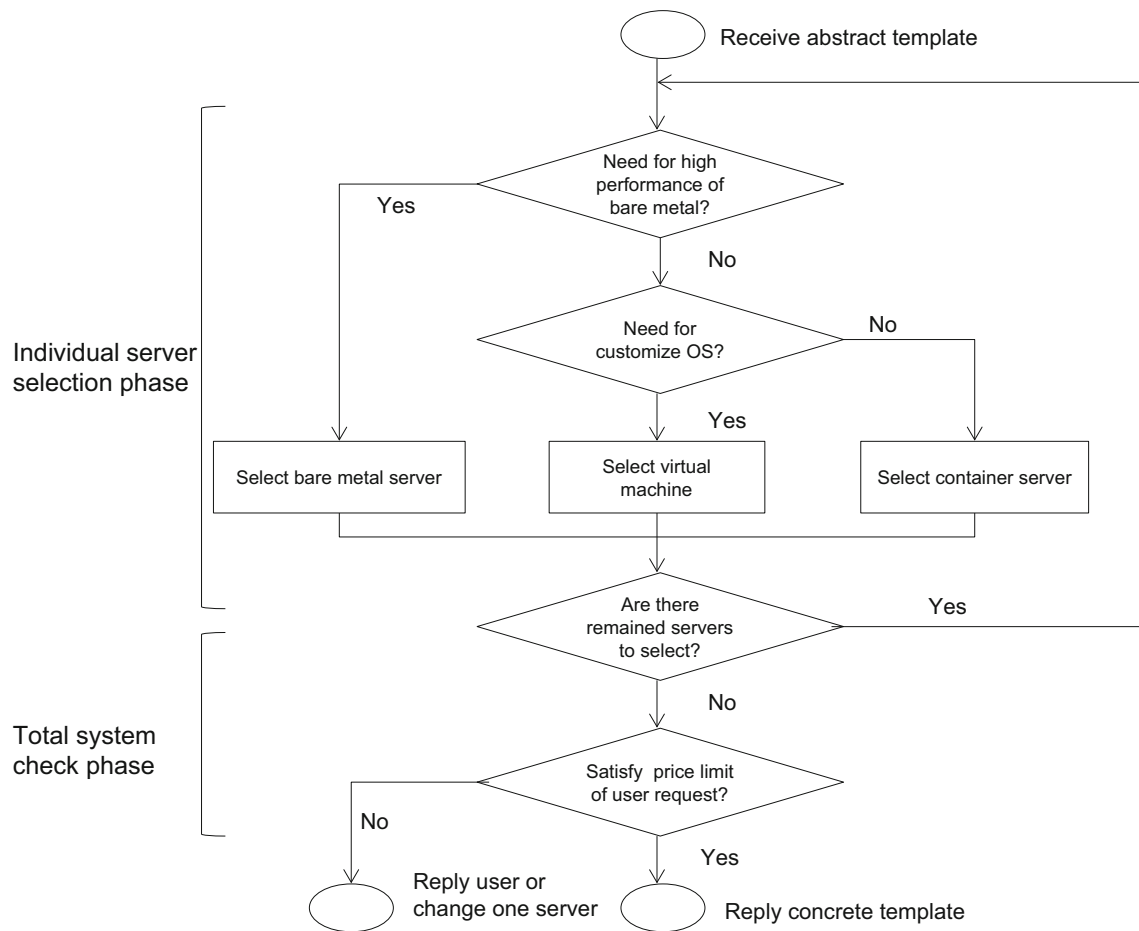 Receive abstract template
Need for high
performance of
bare metal?
Yes
No
Need for
customize OS?
No
Individual server
selection phase
Yes
Select bare metal server
Select virtual
machine
Select container server
Are there
remained servers
to select?
Yes
No
Total system
check phase
Satisfy price limit
of user request?
No
Yes
Reply user or
change one server
Reply concrete template